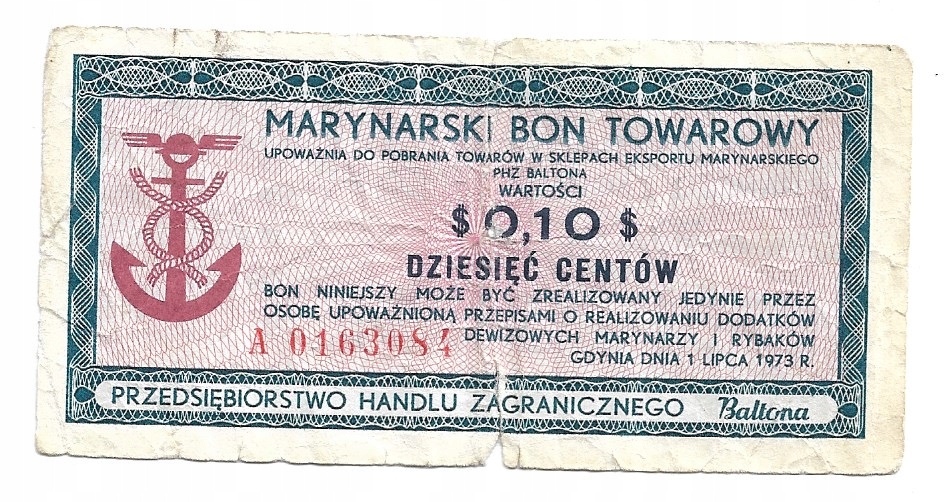 MARYNARSKI BON TOWAROWY
UPOWAŻNIA DO POBRANIA TOWARÓW W SKLEPACH EKSPORTU MARYNARSKIEGO
PHZ BALTONA
WARTOŚCI
$ 0,10 $
DZIESIĘĆ CENTÓW
BON NINIEJSZY MOŻE BYĆ ZREALIZOWANY JEDYNIE PRZEZ
OSOBĘ UPOWAŻNIONĄ PRZEPISAMI O REALIZOWANIU DODATKÓW
DEWIZOWYCH MARYNARZY I RYBAKÓW
A 0163084
GDYNIA DNIA 1 LIPCA 1973 R.
PRZEDSIĘBIORSTWO HANDLU ZAGRANICZNEGO Baltona